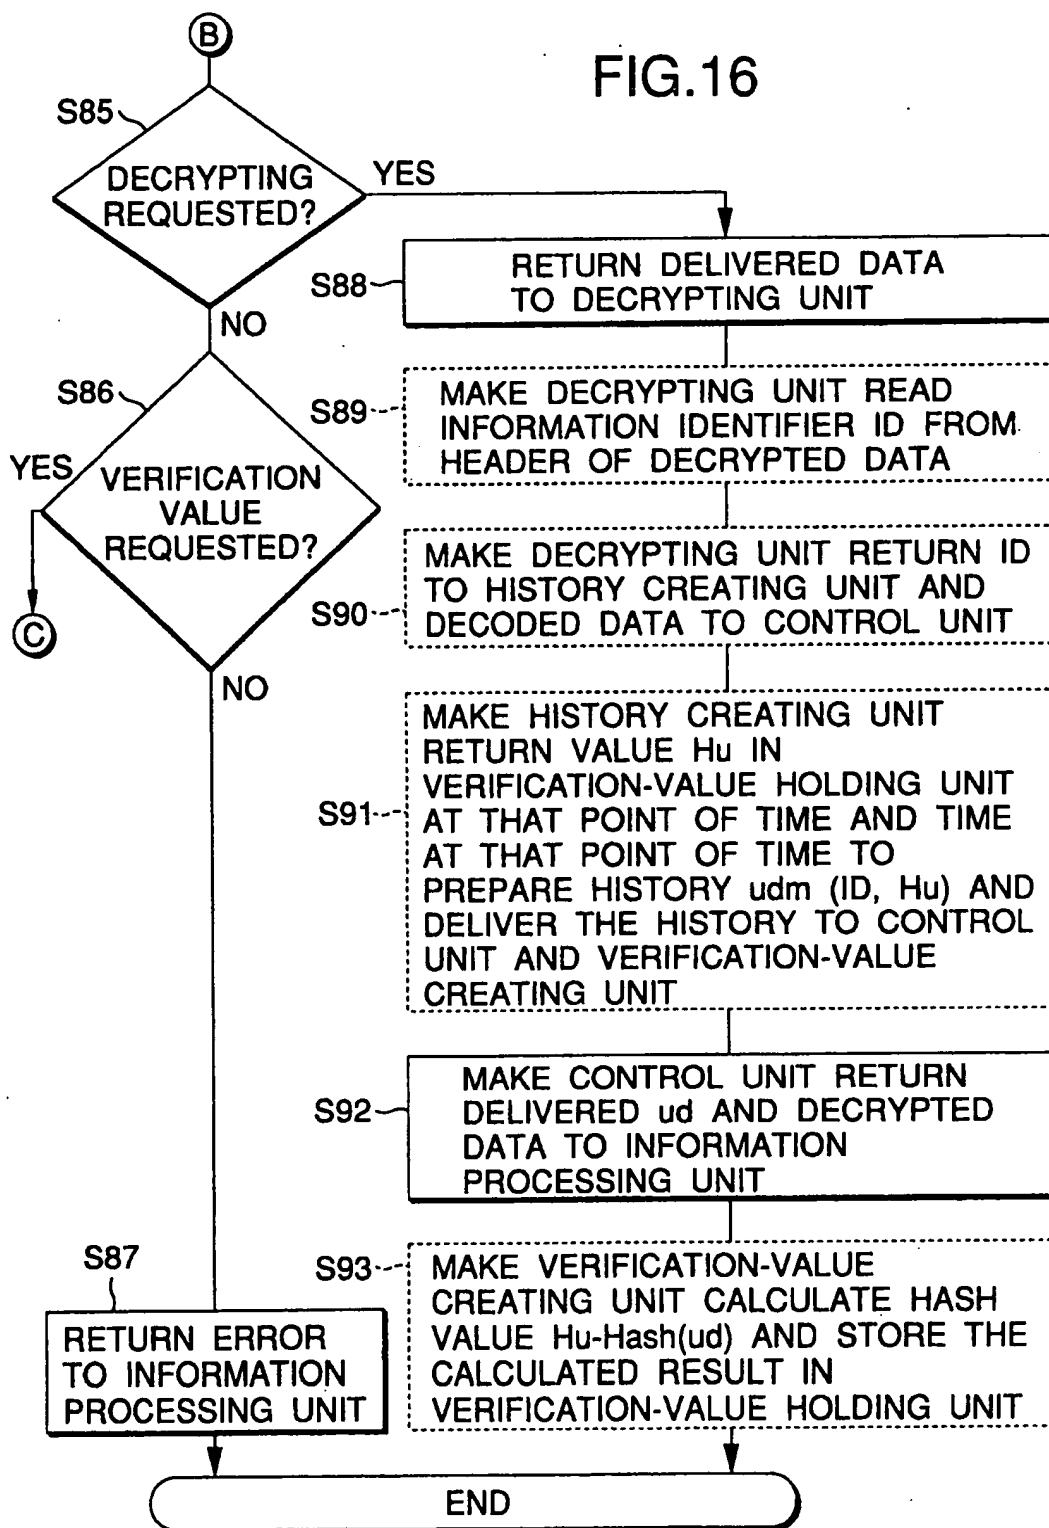 B
FIG.16
S85
DECRYPTING
REQUESTED?
YES
NO
S86
YES
VERIFICATION
VALUE
REQUESTED?
C
NO
S88
RETURN DELIVERED DATA
TO DECRYPTING UNIT
S89
MAKE DECRYPTING UNIT READ
INFORMATION IDENTIFIER ID FROM
HEADER OF DECRYPTED DATA
S90
MAKE DECRYPTING UNIT RETURN ID
TO HISTORY CREATING UNIT AND
DECODED DATA TO CONTROL UNIT
S91
MAKE HISTORY CREATING UNIT
RETURN VALUE Hu IN
VERIFICATION-VALUE HOLDING UNIT
AT THAT POINT OF TIME AND TIME
AT THAT POINT OF TIME TO
PREPARE HISTORY udm (ID, Hu) AND
DELIVER THE HISTORY TO CONTROL
UNIT AND VERIFICATION-VALUE
CREATING UNIT
S92
MAKE CONTROL UNIT RETURN
DELIVERED ud AND DECRYPTED
DATA TO INFORMATION
PROCESSING UNIT
S87
RETURN ERROR
TO INFORMATION
PROCESSING UNIT
S93
MAKE VERIFICATION-VALUE
CREATING UNIT CALCULATE HASH
VALUE Hu-Hash(ud) AND STORE THE
CALCULATED RESULT IN
VERIFICATION-VALUE HOLDING UNIT
END